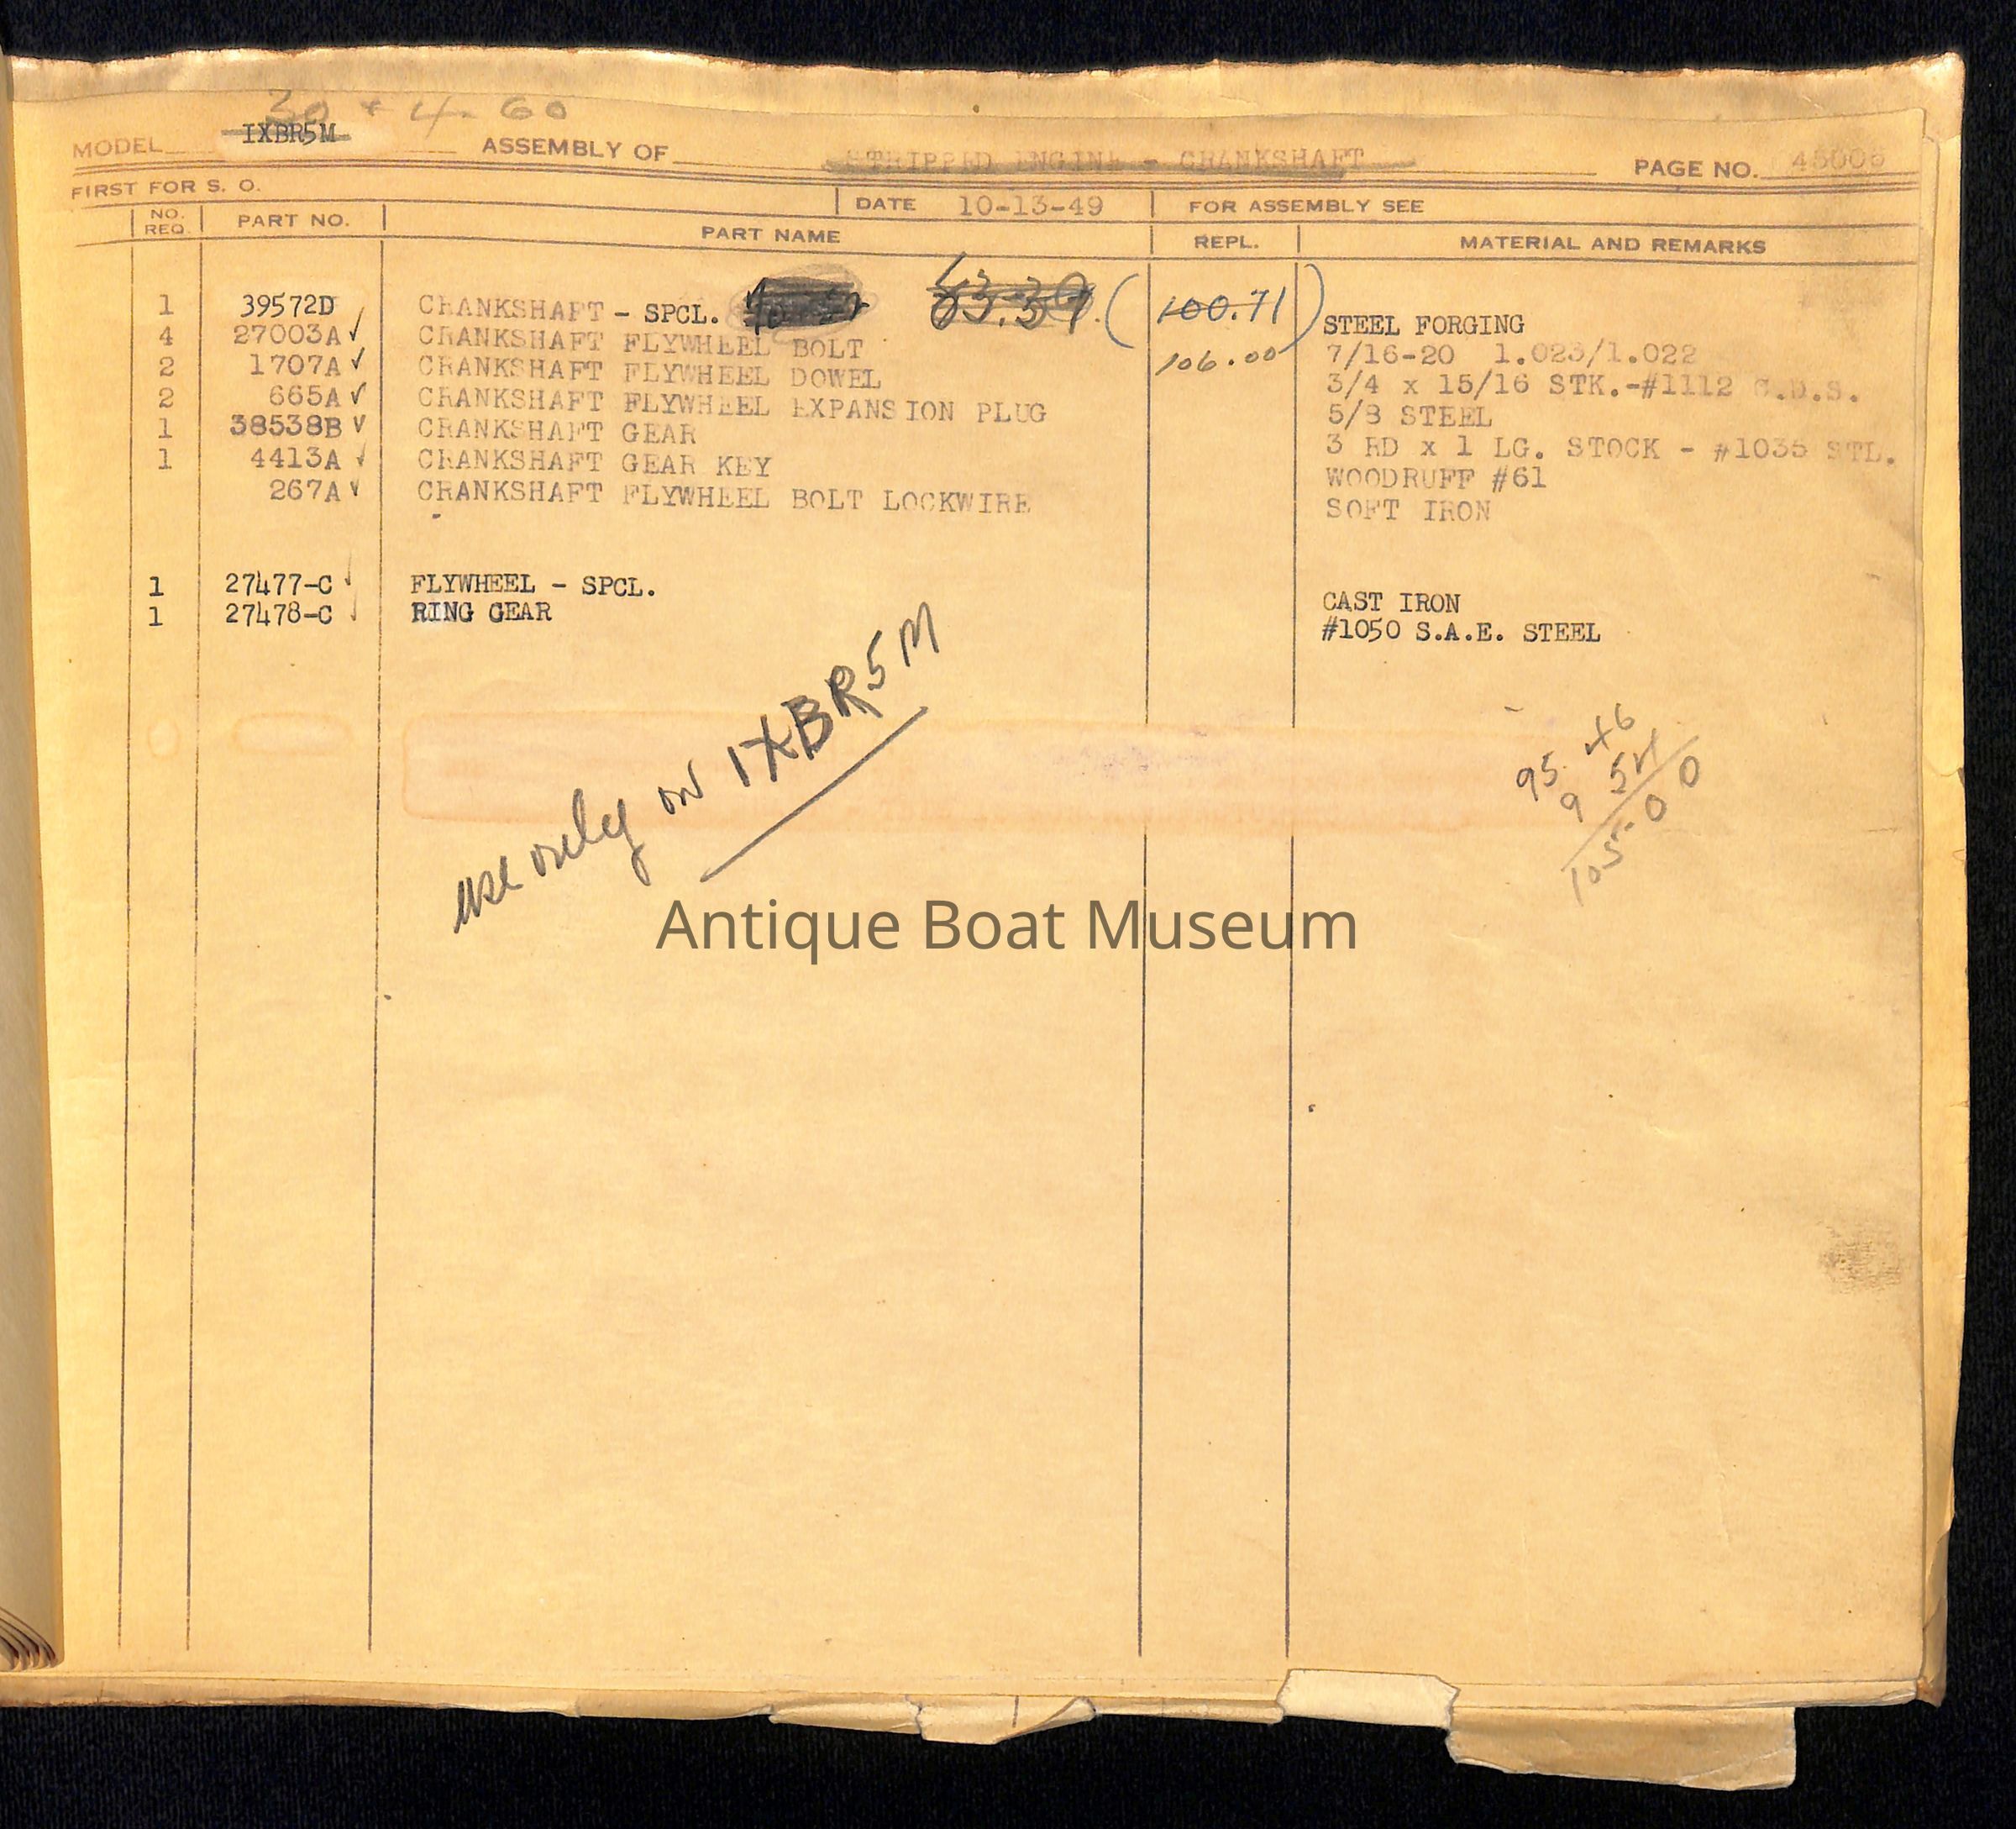 30 + 4.60
MODEL IXBR5M ASSEMBLY OF STRIPPED ENGINE - CRANKSHAFT PAGE NO. 45006
FIRST FOR S. O. DATE 10-13-49 FOR ASSEMBLY SEE
NO. REQ. PART NO. PART NAME REPL. MATERIAL AND REMARKS
1 39572D CRANKSHAFT - SPCL. (100.71) STEEL FORGING
4 27003A✓ CRANKSHAFT FLYWHEEL BOLT 106.00 7/16-20 1.023/1.022
2 1707A✓ CRANKSHAFT FLYWHEEL DOWEL 3/4 x 15/16 STK.-#1112 C.D.S.
2 665A✓ CRANKSHAFT FLYWHEEL EXPANSION PLUG 5/8 STEEL
1 38538B✓ CRANKSHAFT GEAR 3 RD x 1 LG. STOCK - #1035 STL.
1 4413A✓ CRANKSHAFT GEAR KEY WOODRUFF #61
267A✓ CRANKSHAFT FLYWHEEL BOLT LOCKWIRE SOFT IRON
1 27477-C✓ FLYWHEEL - SPCL. CAST IRON
1 27478-C✓ RING GEAR #1050 S.A.E. STEEL
use only on IXBR5M
95.46
9 54
105.00
Antique Boat Museum